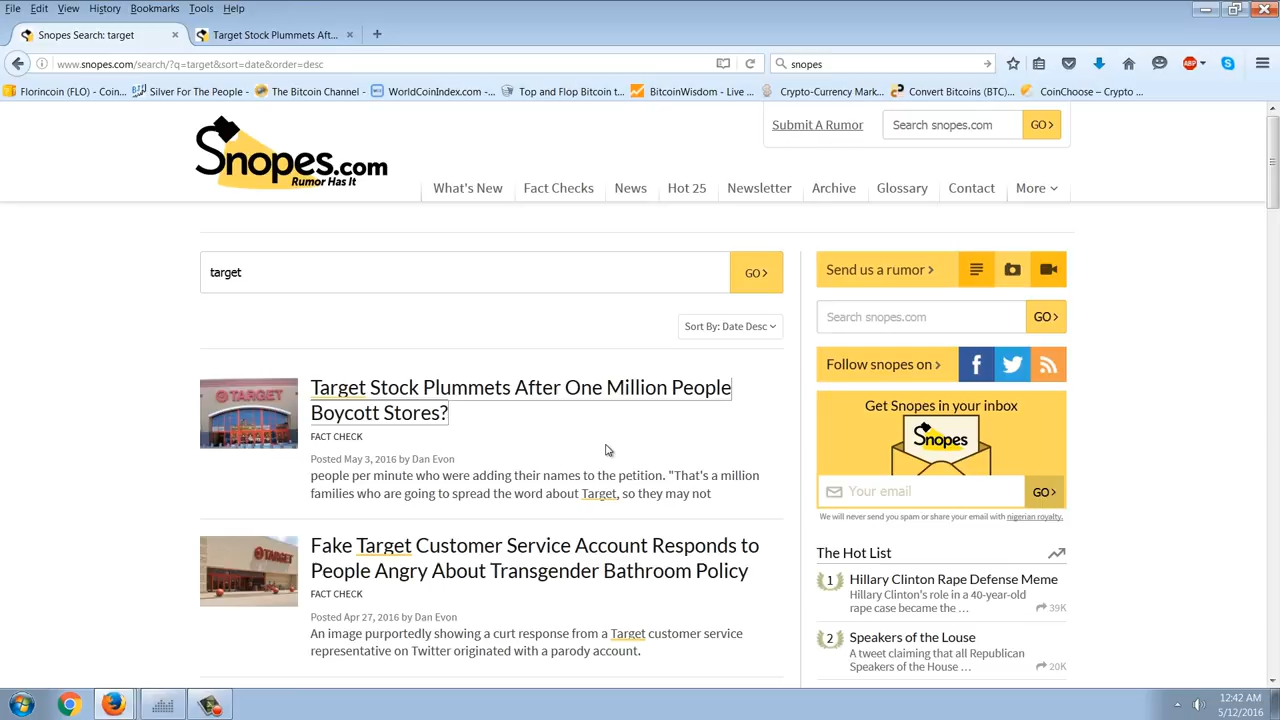 File Edit View History Bookmarks Tools Help
Snopes Search: target
Target Stock Plummets Aft...
www.snopes.com/search/?q=target&sort=date&order=desc
snopes
Florincoin (FLO) - Coin...
Silver For The People - ...
The Bitcoin Channel - ...
WorldCoinIndex.com -...
Top and Flop Bitcoin t...
BitcoinWisdom - Live ...
Crypto-Currency Mark...
Convert Bitcoins (BTC)...
CoinChoose – Crypto ...
Snopes.com
Rumor Has It
Submit A Rumor
Search snopes.com
GO>
What's New Fact Checks News Hot 25 Newsletter Archive Glossary Contact More
target
GO>
Sort By: Date Desc
TARGET
Target Stock Plummets After One Million People
Boycott Stores?
FACT CHECK
Posted May 3, 2016 by Dan Evon
people per minute who were adding their names to the petition. "That's a million
families who are going to spread the word about Target, so they may not
TARGET
Fake Target Customer Service Account Responds to
People Angry About Transgender Bathroom Policy
FACT CHECK
Posted Apr 27, 2016 by Dan Evon
An image purportedly showing a curt response from a Target customer service
representative on Twitter originated with a parody account.
Send us a rumor >
Search snopes.com
GO>
Follow snopes on >
Get Snopes in your inbox
Snopes
Your email
GO>
We will never send you spam or share your email with nigerian royalty.
The Hot List
1
Hillary Clinton Rape Defense Meme
Hillary Clinton's role in a 40-year-old
rape case became the ...
39K
2
Speakers of the Louse
A tweet claiming that all Republican
Speakers of the House ...
20K
ABP
12:42 AM
5/12/2016